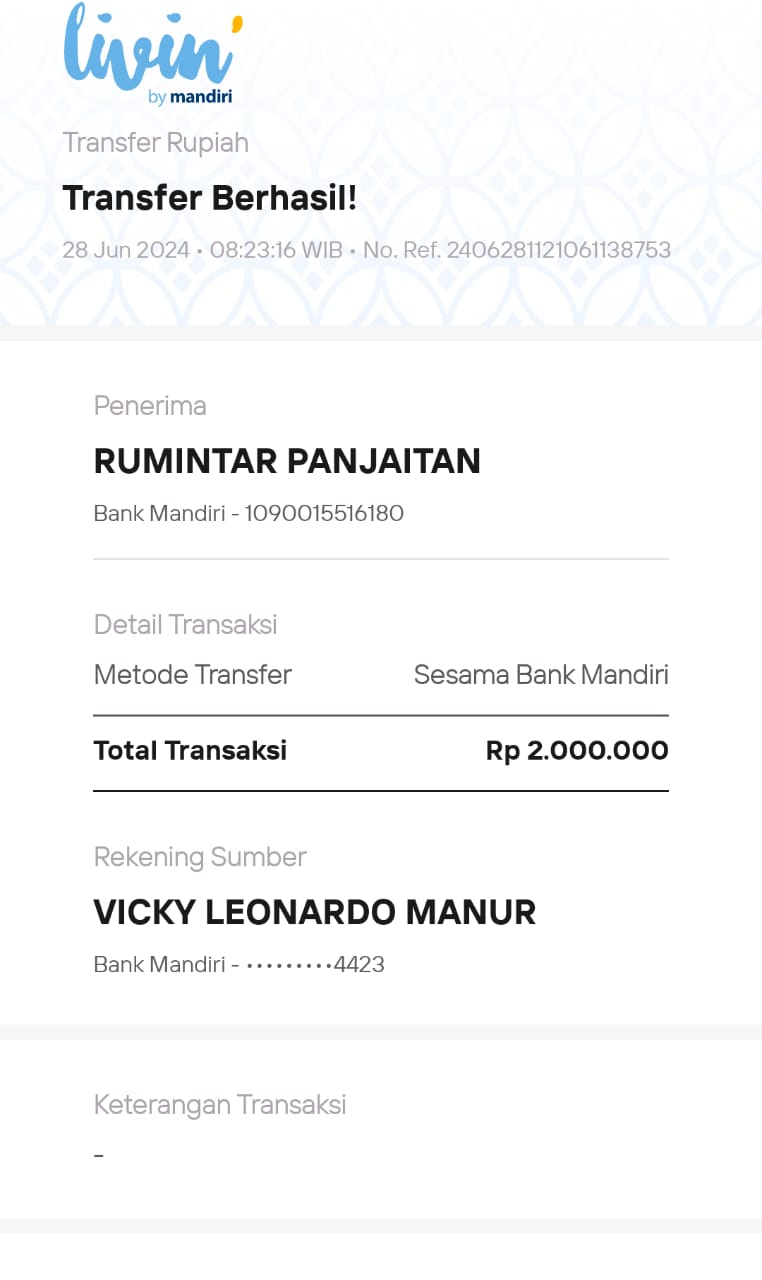 livin'
by mandiri
Transfer Rupiah
Transfer Berhasil!
28 Jun 2024 • 08:23:16 WIB • No. Ref. 2406281121061138753
Penerima
RUMINTAR PANJAITAN
Bank Mandiri - 1090015516180
Detail Transaksi
Metode Transfer Sesama Bank Mandiri
Total Transaksi Rp 2.000.000
Rekening Sumber
VICKY LEONARDO MANUR
Bank Mandiri - •••••••••4423
Keterangan Transaksi
-